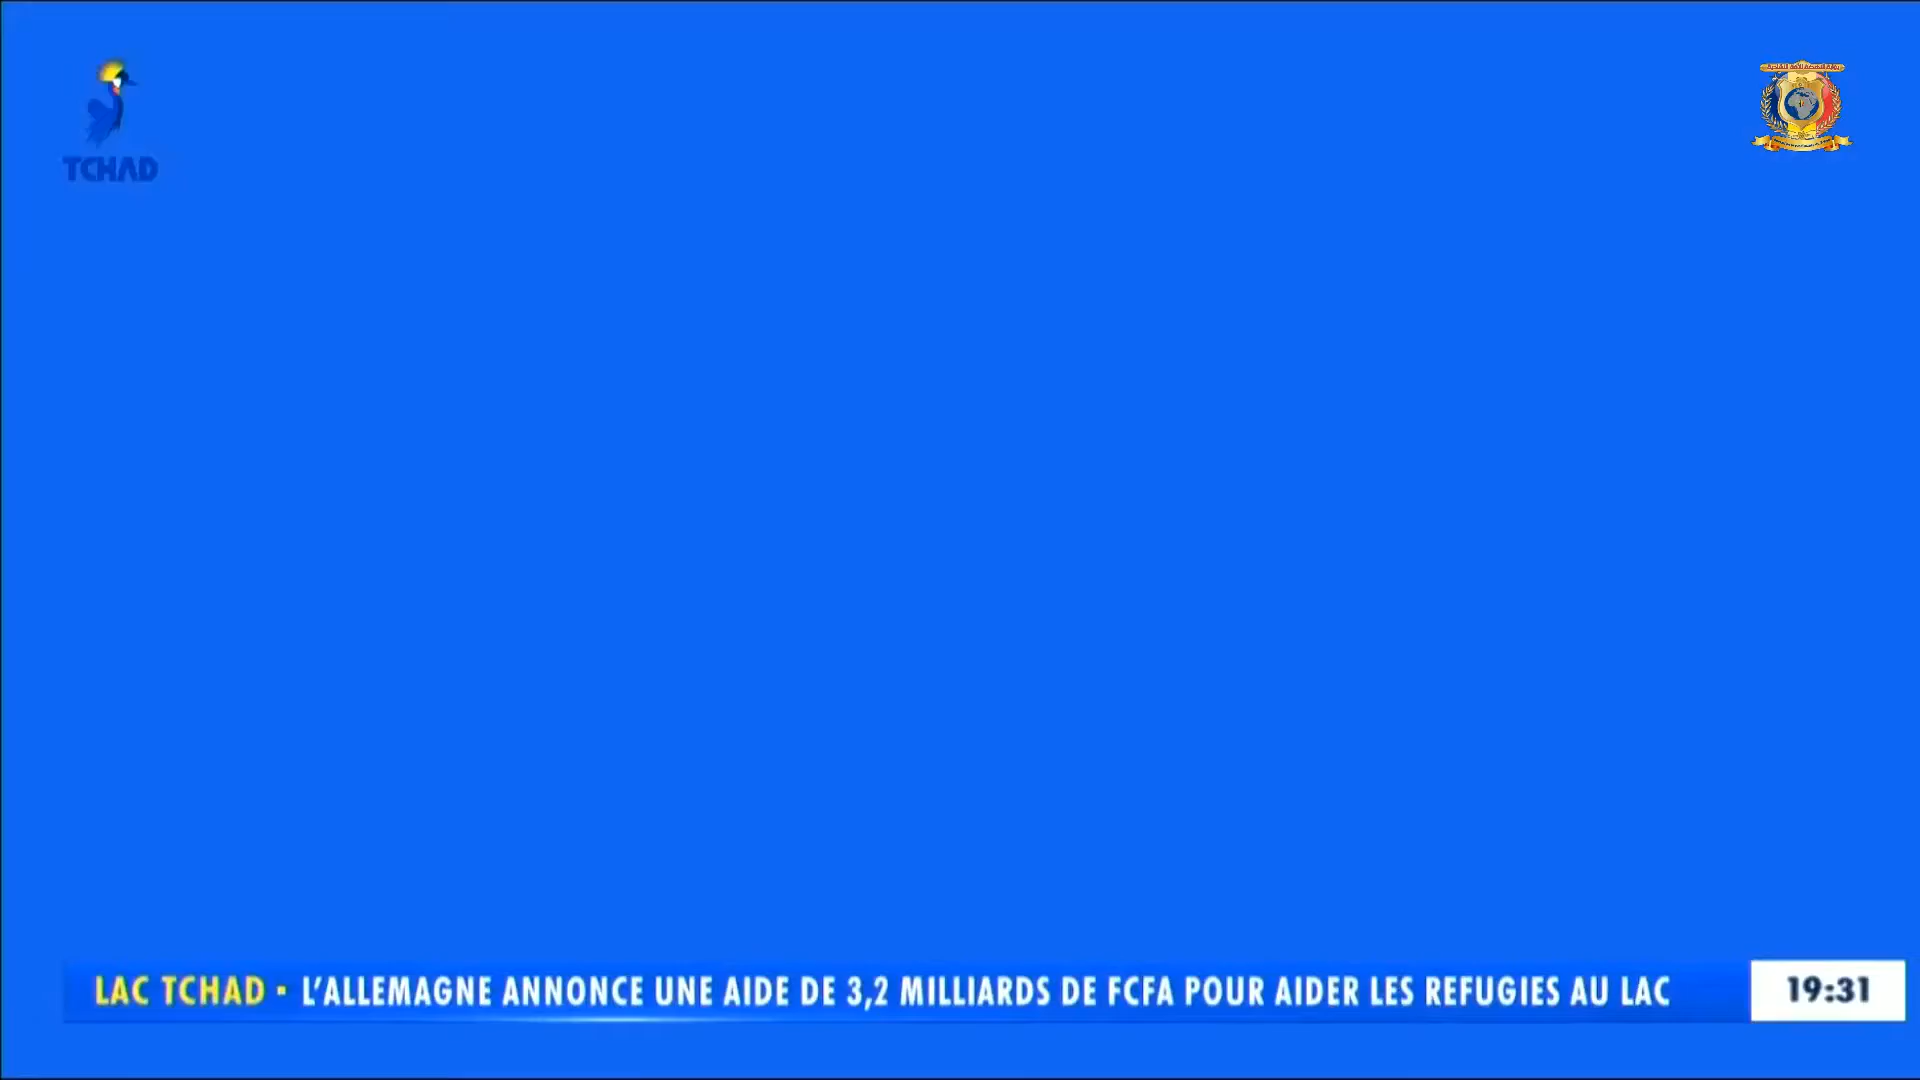 TCHAD
LAC TCHAD · L'ALLEMAGNE ANNONCE UNE AIDE DE 3,2 MILLIARDS DE FCFA POUR AIDER LES REFUGIES AU LAC
19:31